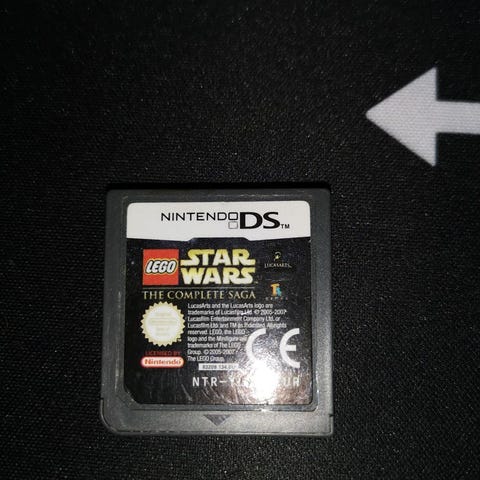 NINTENDO DS TM
LEGO STAR WARS
LUCASARTS
THE COMPLETE SAGA
LucasArts and the LucasArts logo are
trademarks of Lucasfilm Ltd. © 2005-2007
Lucasfilm Entertainment Company Ltd. or
Lucasfilm Ltd and TM as indicated. All rights
reserved. LEGO, the LEGO
logo and the Minifigure are
trademarks of The LEGO
Group. © 2005-2007
The LEGO Group.
LICENSED BY
Nintendo
CE